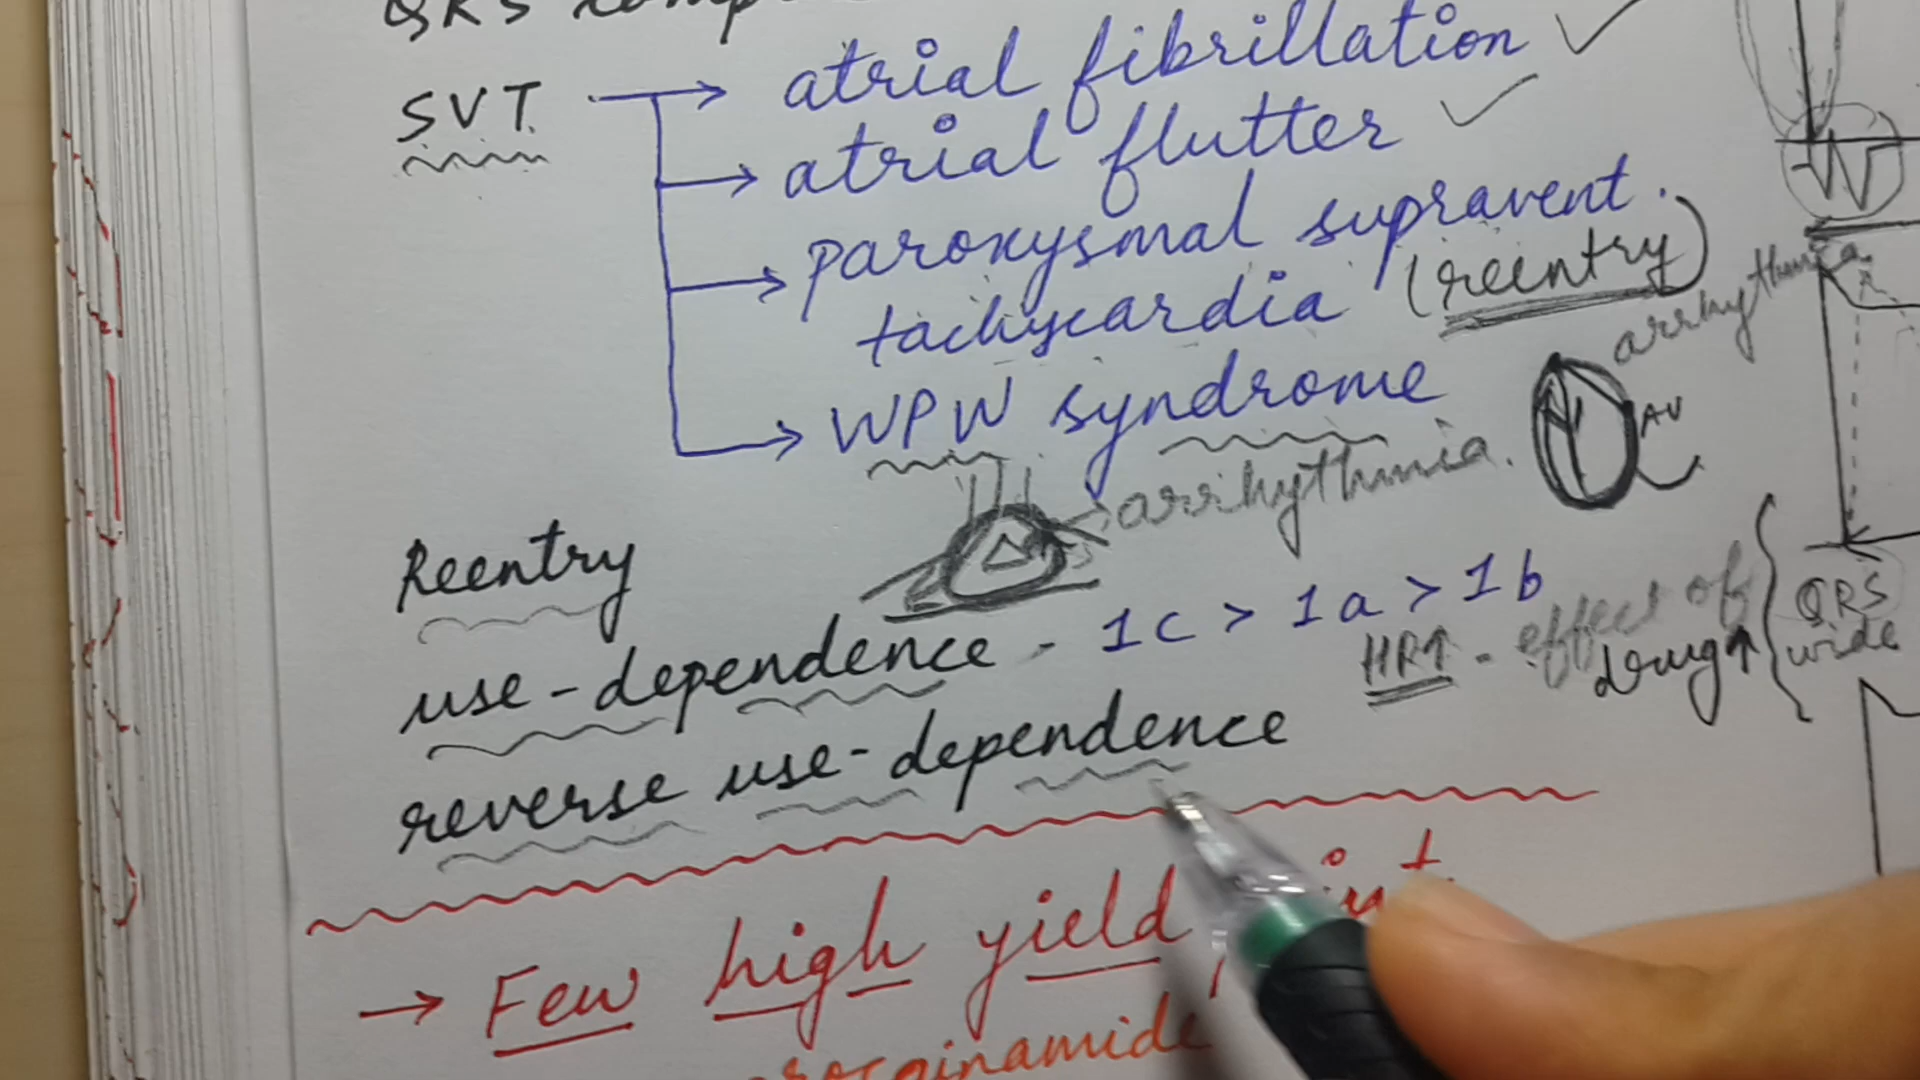 QRS
SVT → atrial fibrillation ✓
→ atrial flutter ✓
→ paroxysmal supravent.
tachycardia (reentry)
→ WPW syndrome
arrhythmia
AV
arrhythmia.
Reentry
use-dependence - 1c > 1a > 1b
HR↑ - effect of
drug↑
QRS
wide
reverse use-dependence
→ Few high yield